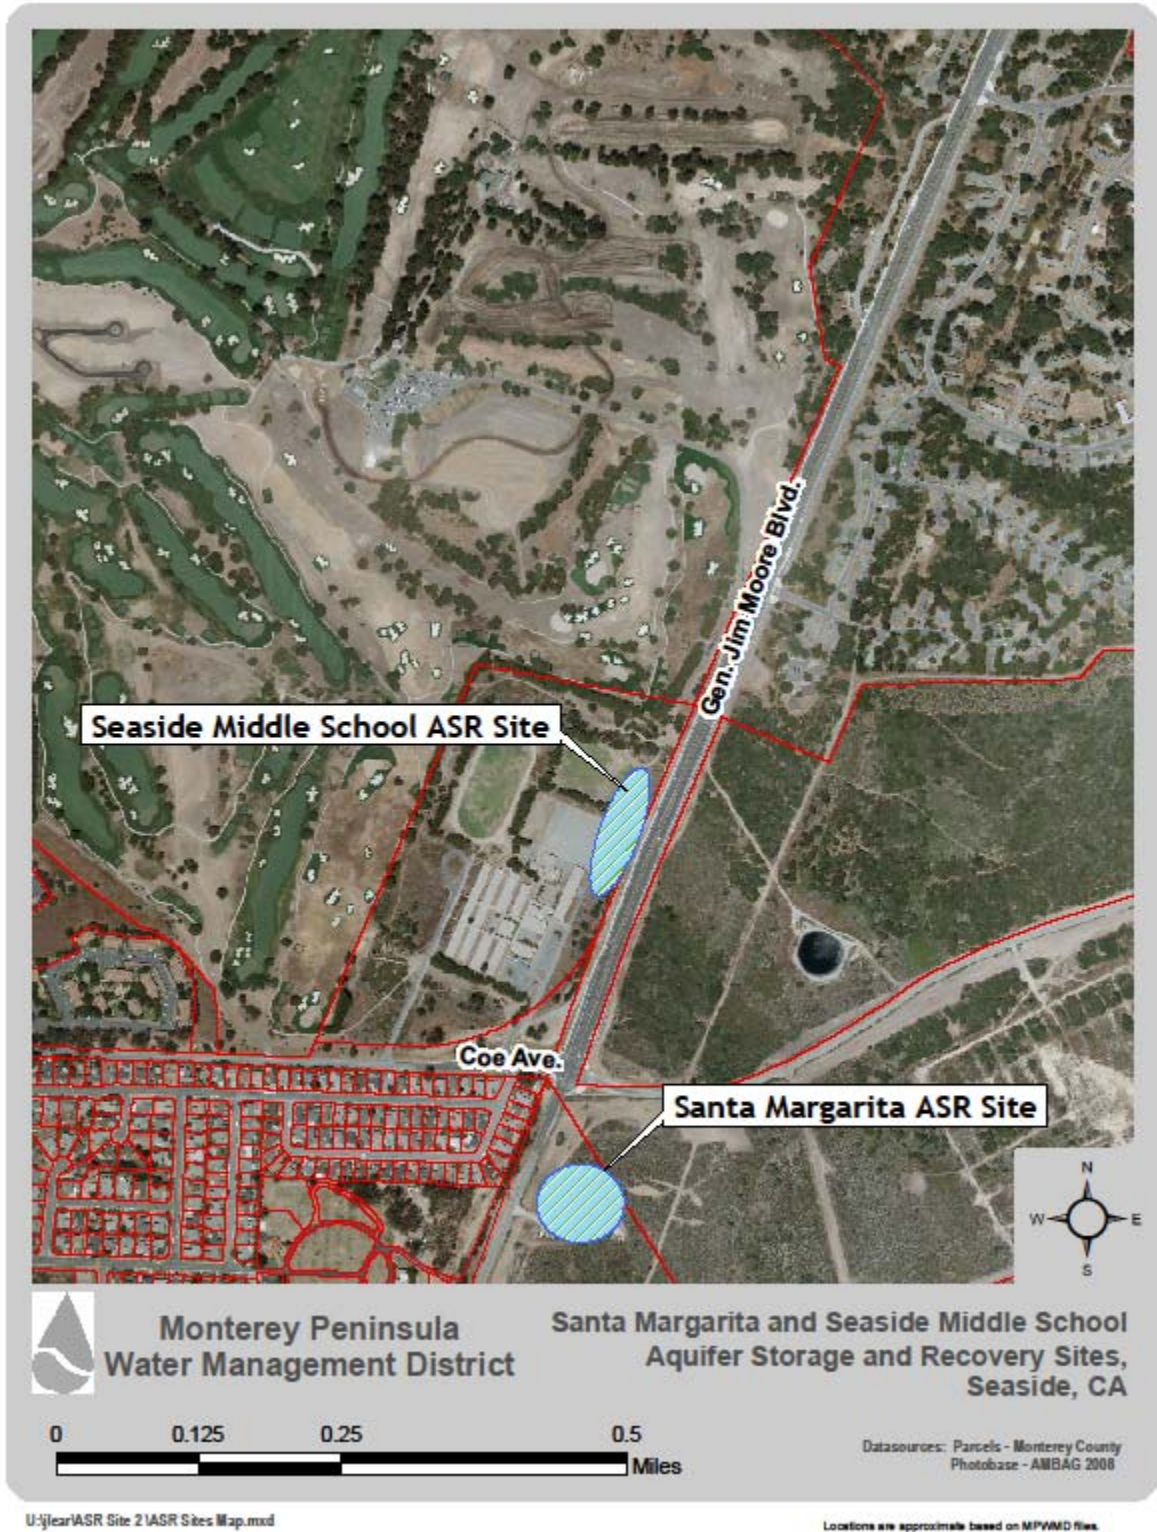 Gen. Jim Moore Blvd.
Seaside Middle School ASR Site
Coe Ave.
Santa Margarita ASR Site
N
W E
S
Monterey Peninsula
Water Management District
Santa Margarita and Seaside Middle School
Aquifer Storage and Recovery Sites,
Seaside, CA
0 0.125 0.25 0.5
Miles
Datasources: Parcels - Monterey County
Photobase - AMBAG 2008
U:\jlear\ASR Site 2\ASR Sites Map.mxd
Locations are approximate based on MPWMD files.